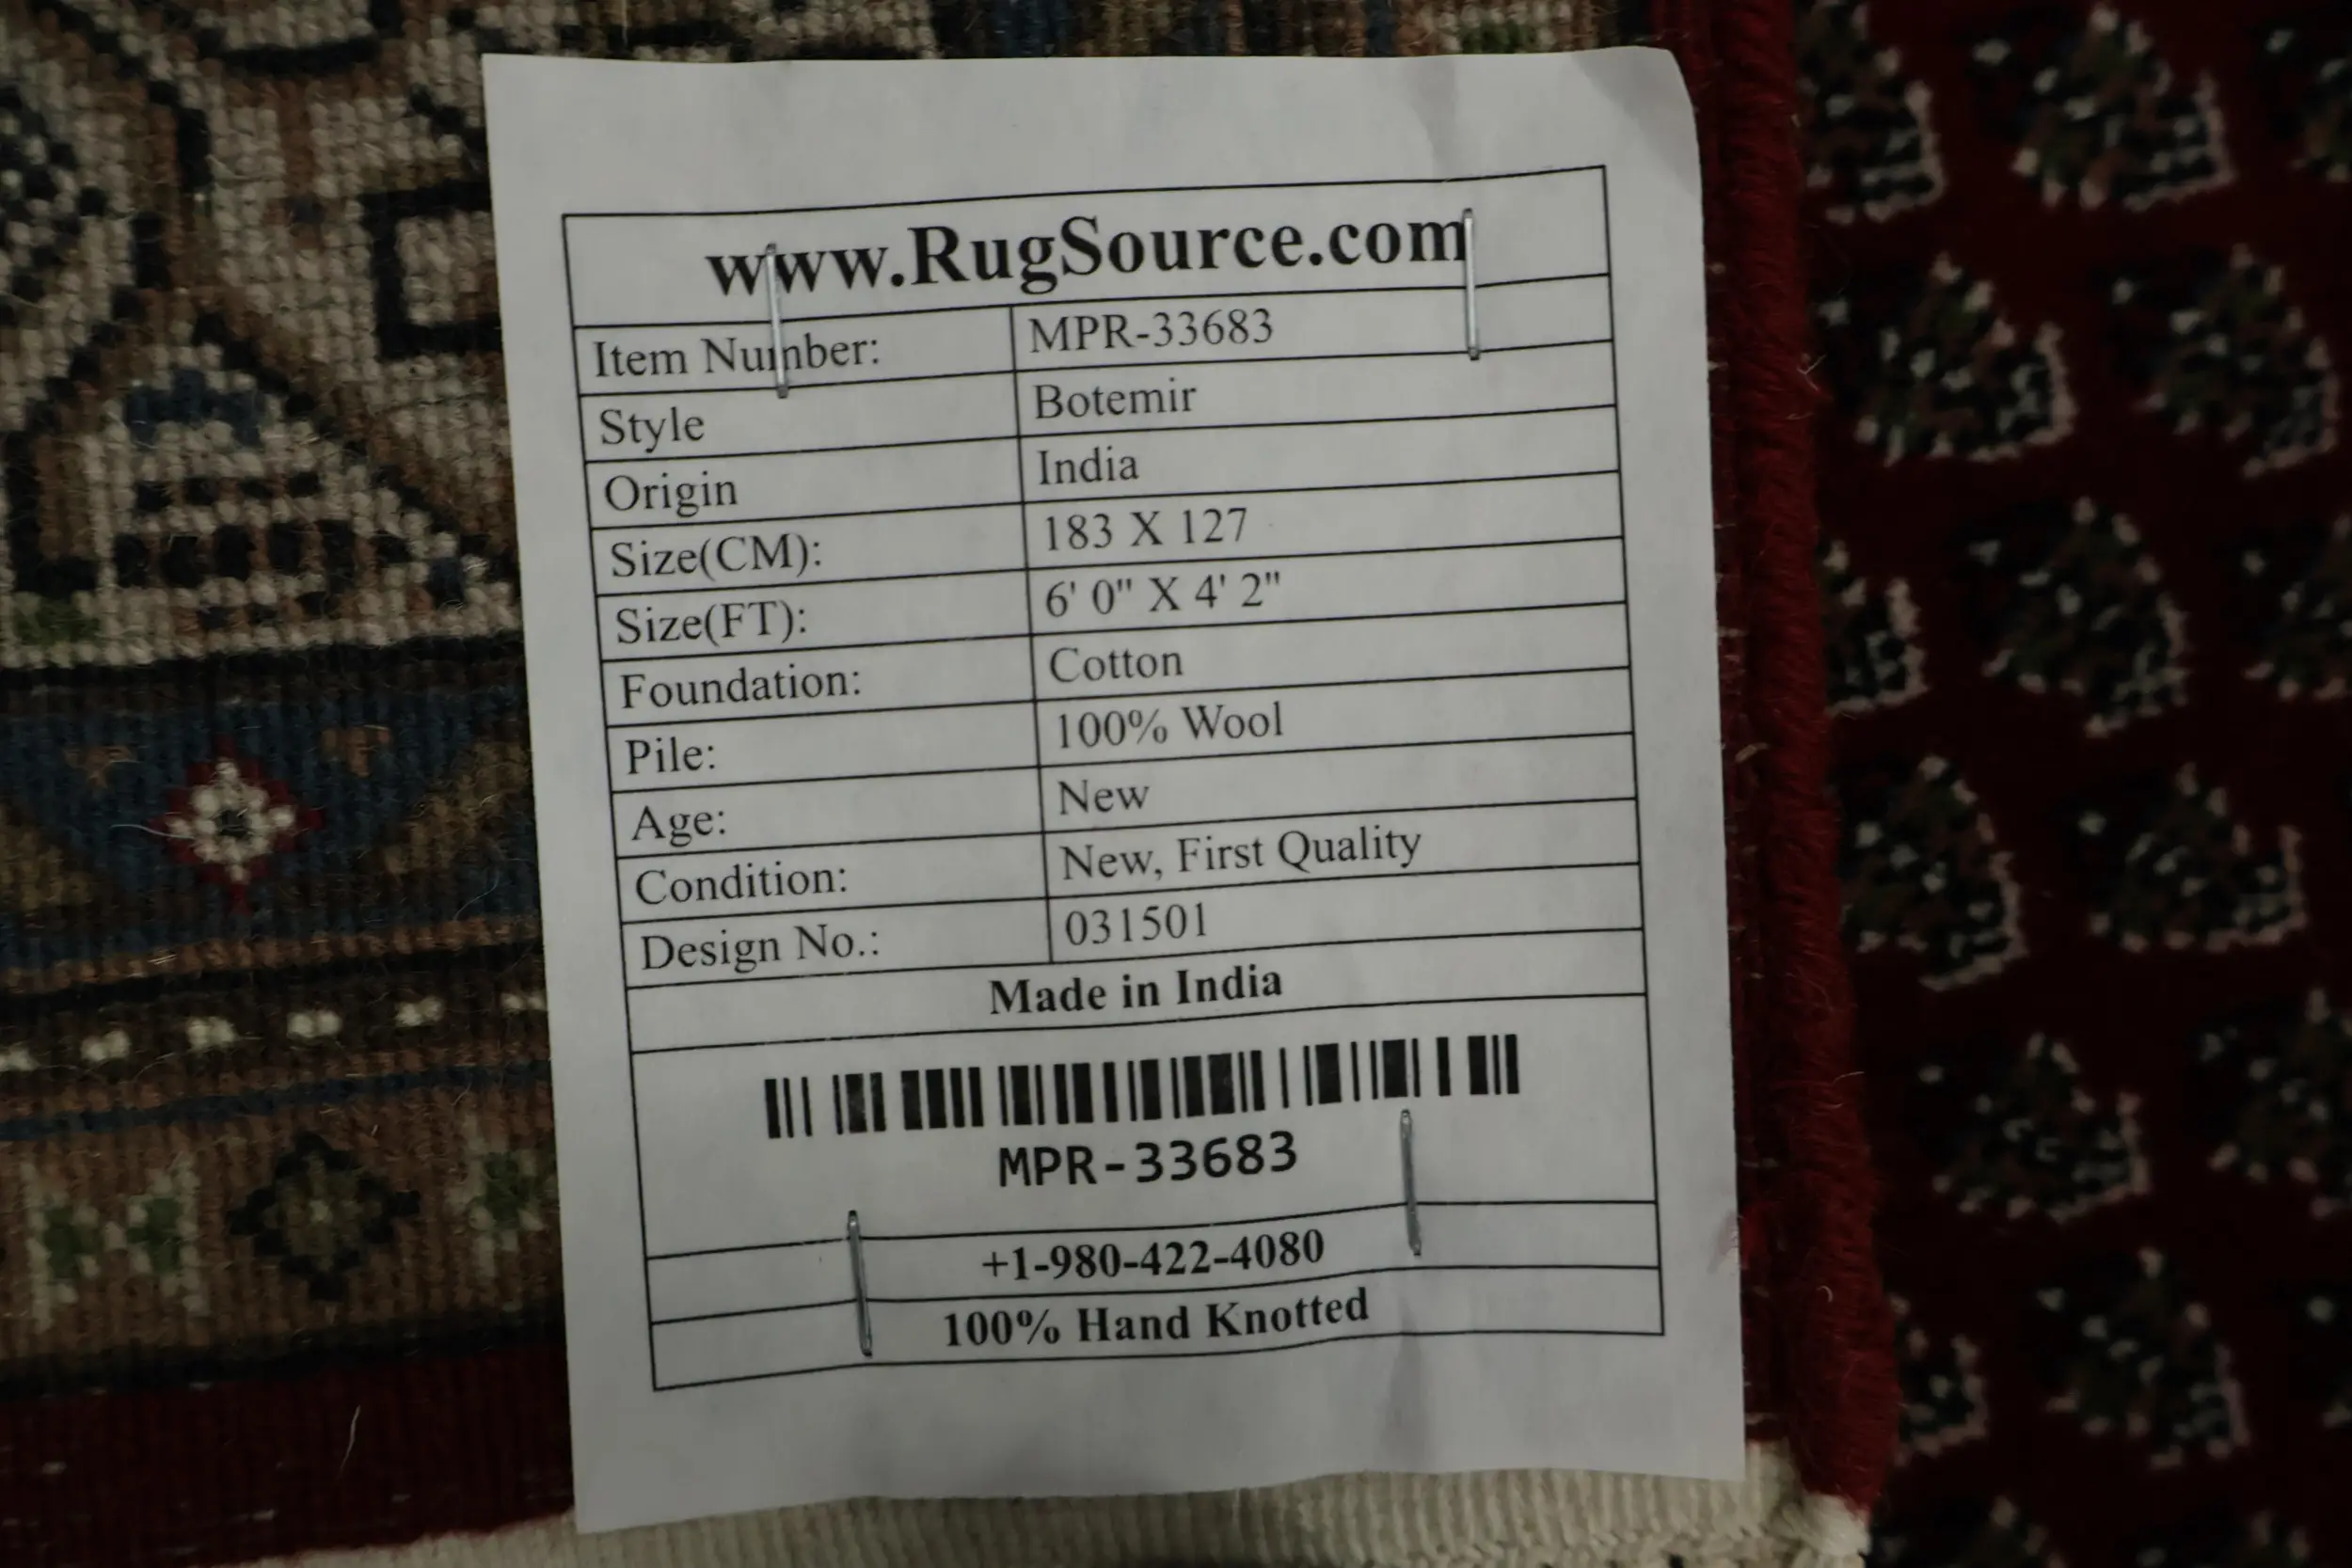 www.RugSource.com
Item Number: MPR-33683
Style Botemir
Origin India
Size(CM): 183 X 127
Size(FT): 6' 0" X 4' 2"
Foundation: Cotton
Pile: 100% Wool
Age: New
Condition: New, First Quality
Design No.: 031501
Made in India
MPR-33683
+1-980-422-4080
100% Hand Knotted